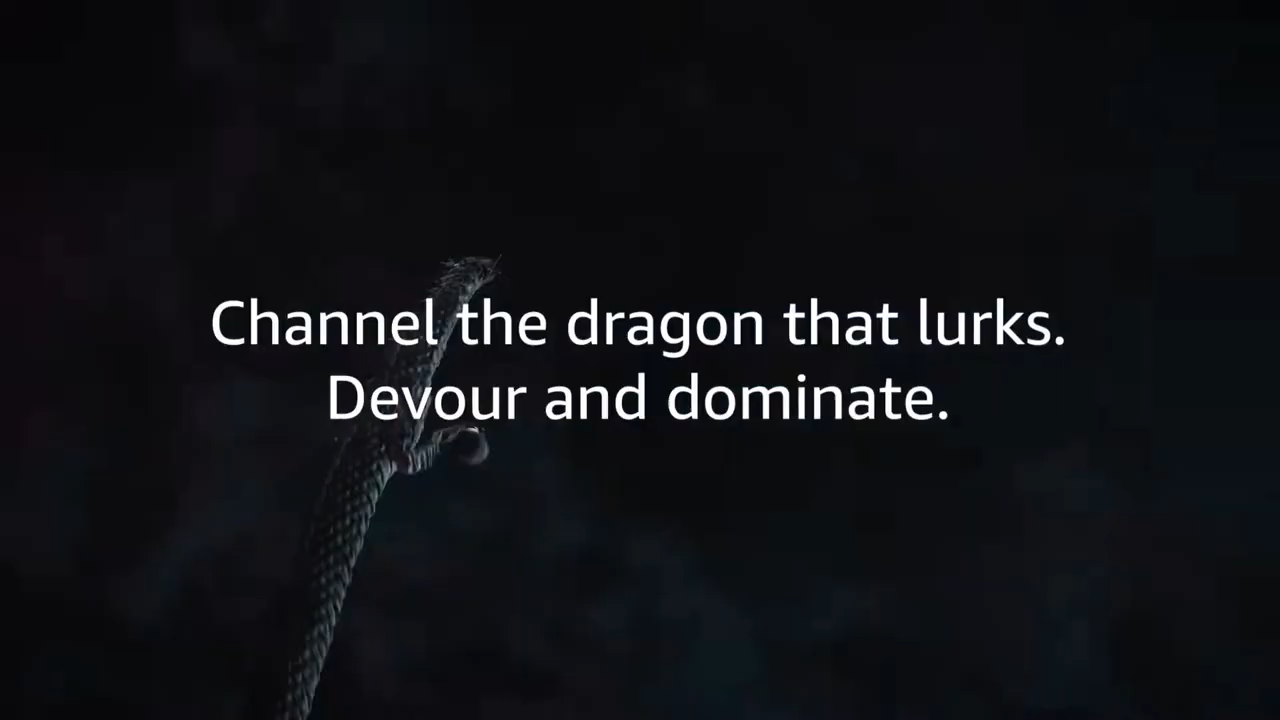 Channel the dragon that lurks.
Devour and dominate.